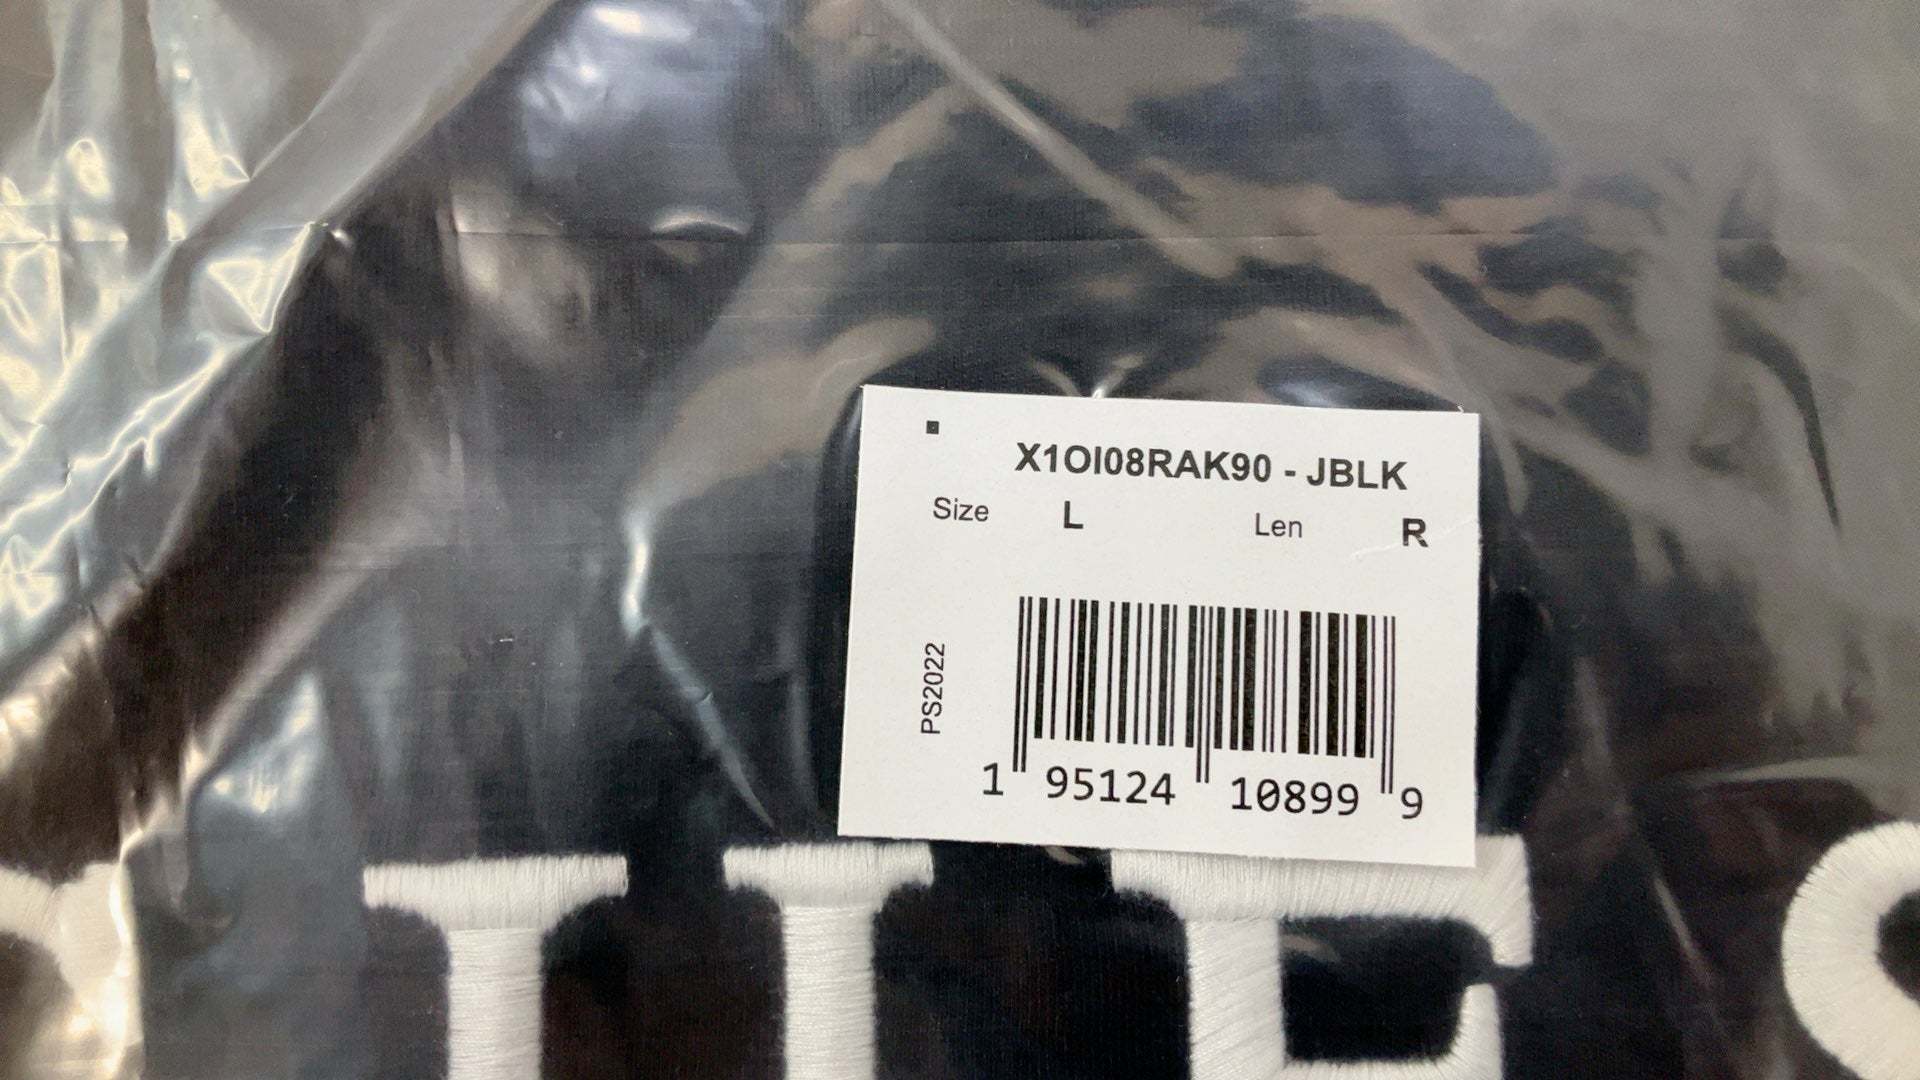 X1OI08RAK90 - JBLK
Size L Len R
PS2022
1 95124 10899 9